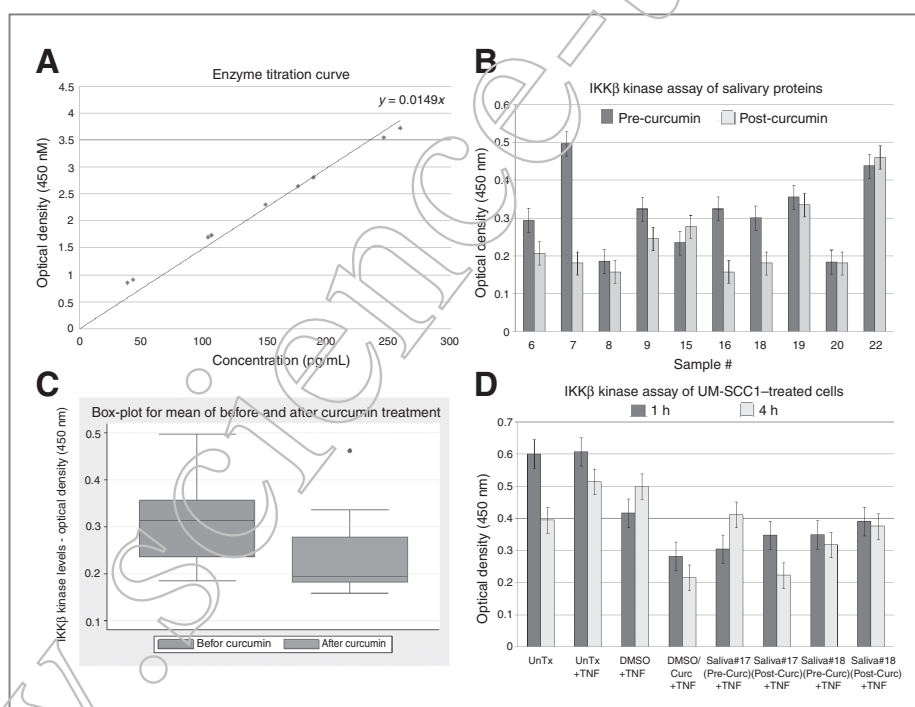 A
Enzyme titration curve
y = 0.0149x
Optical density (450 nM)
4.5
4
3.5
3
2.5
2
1.5
1
0.5
0
0 50 100 150 200 250 300
Concentration (pg/mL)
B
IKKβ kinase assay of salivary proteins
Pre-curcumin Post-curcumin
Optical density (450 nm)
0.6
0.5
0.4
0.3
0.2
0.1
0
6 7 8 9 15 16 18 19 20 22
Sample #
C
Box-plot for mean of before and after curcumin treatment
IKKβ kinase levels - optical density (450 nm)
0.5
0.4
0.3
0.2
0.1
Befor curcumin After curcumin
D
IKKβ kinase assay of UM-SCC1–treated cells
1 h 4 h
Optical density (450 nm)
0.7
0.6
0.5
0.4
0.3
0.2
0.1
0
UnTx UnTx DMSO DMSO/ Saliva#17 Saliva#17 Saliva#18 Saliva#18
+TNF +TNF Curc (Pre-Curc) (Post-Curc) (Pre-Curc) (Post-Curc)
+TNF +TNF +TNF +TNF +TNF